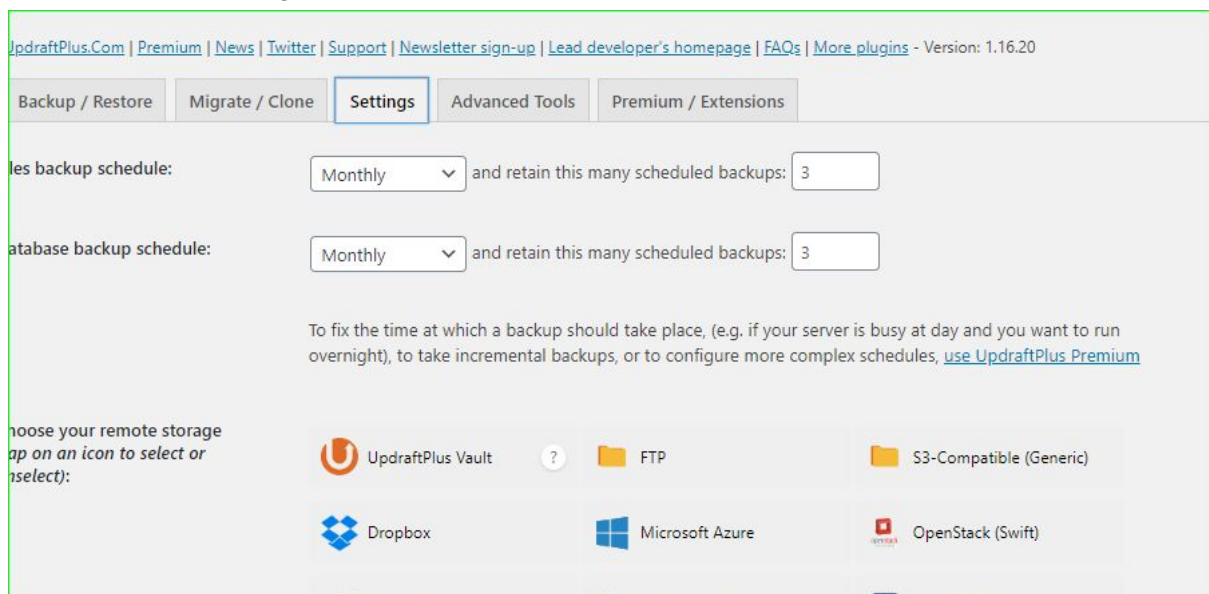 UpdraftPlus.Com | Premium | News | Twitter | Support | Newsletter sign-up | Lead developer's homepage | FAQs | More plugins - Version: 1.16.20
Backup / Restore Migrate / Clone Settings Advanced Tools Premium / Extensions
les backup schedule: Monthly and retain this many scheduled backups: 3
atabase backup schedule: Monthly and retain this many scheduled backups: 3
To fix the time at which a backup should take place, (e.g. if your server is busy at day and you want to run
overnight), to take incremental backups, or to configure more complex schedules, use UpdraftPlus Premium
hoose your remote storage
ap on an icon to select or
nselect):
UpdraftPlus Vault ? FTP S3-Compatible (Generic)
Dropbox Microsoft Azure openstack OpenStack (Swift)